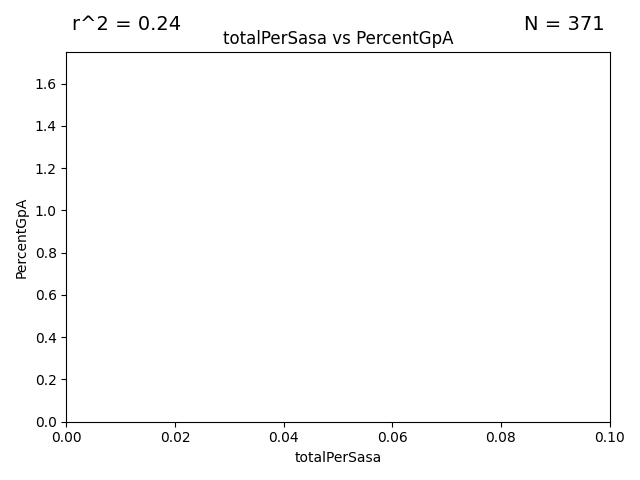 r^2 = 0.24
N = 371
totalPerSasa vs PercentGpA
1.6
1.4
1.2
1.0
0.8
0.6
0.4
0.2
0.0
PercentGpA
0.00 0.02 0.04 0.06 0.08 0.10
totalPerSasa